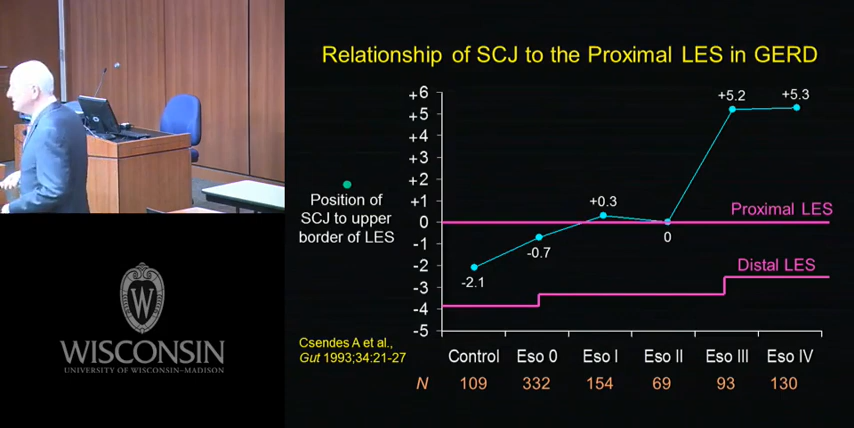 Relationship of SCJ to the Proximal LES in GERD
+6
+5
+4
+3
+2
+1
0
-1
-2
-3
-4
-5
Position of
SCJ to upper
border of LES
-2.1
-0.7
+0.3
0
+5.2
+5.3
Proximal LES
Distal LES
Control Eso 0 Eso I Eso II Eso III Eso IV
N 109 332 154 69 93 130
Csendes A et al.,
Gut 1993;34:21-27
W
WISCONSIN
UNIVERSITY OF WISCONSIN–MADISON